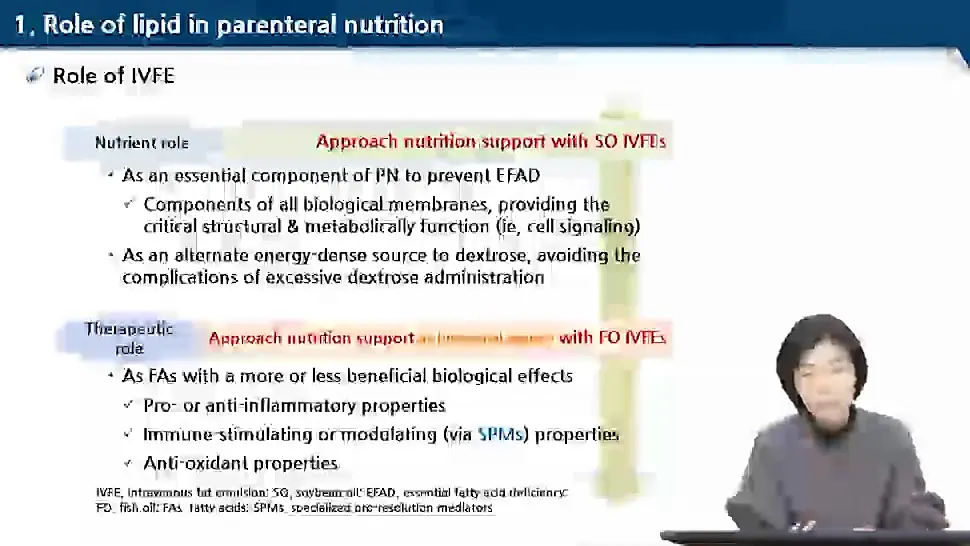 1. Role of lipid in parenteral nutrition
Role of IVFE
Nutrient role
Approach nutrition support with SO IVFEs
• As an essential component of PN to prevent EFAD
✓ Components of all biological membranes, providing the
critical structural & metabolically function (ie, cell signaling)
• As an alternate energy-dense source to dextrose, avoiding the
complications of excessive dextrose administration
Therapeutic
role
Approach nutrition support with FO IVFEs
• As FAs with a more or less beneficial biological effects
✓ Pro- or anti-inflammatory properties
✓ Immune-stimulating or modulating (via SPMs) properties
✓ Anti-oxidant properties
IVFE, intravenous fat emulsion; SO, soybean oil; EFAD, essential fatty acid deficiency;
FO, fish oil; FAs, fatty acids; SPMs, specialized pro-resolution mediators